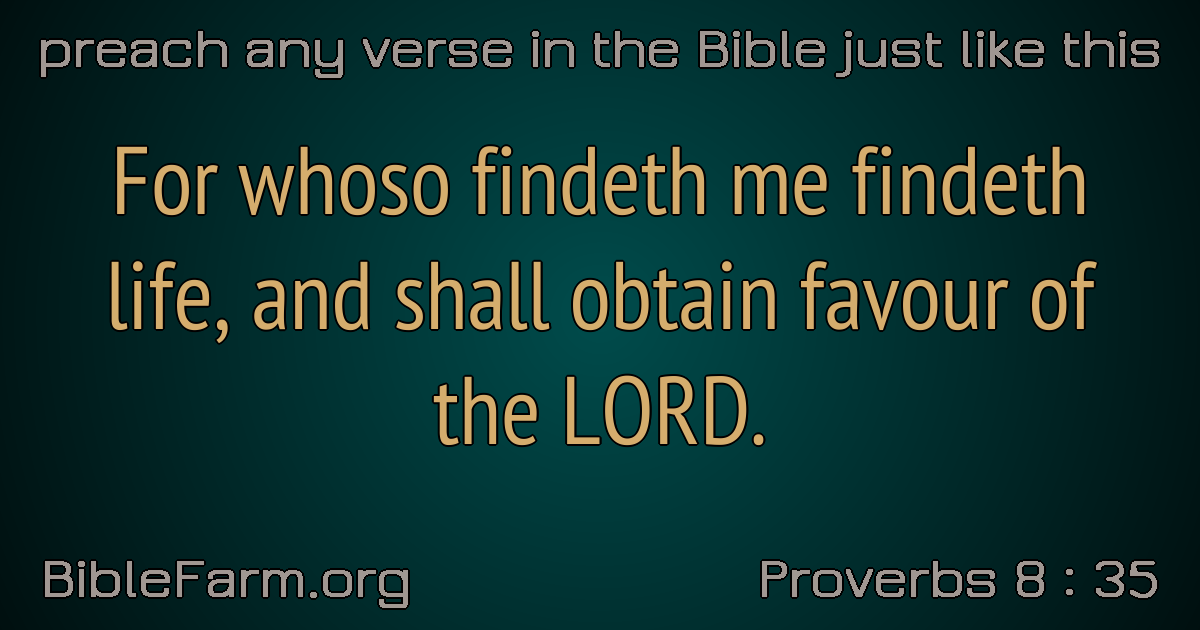 preach any verse in the Bible just like this
For whoso findeth me findeth
life, and shall obtain favour of
the LORD.
BibleFarm.org
Proverbs 8 : 35